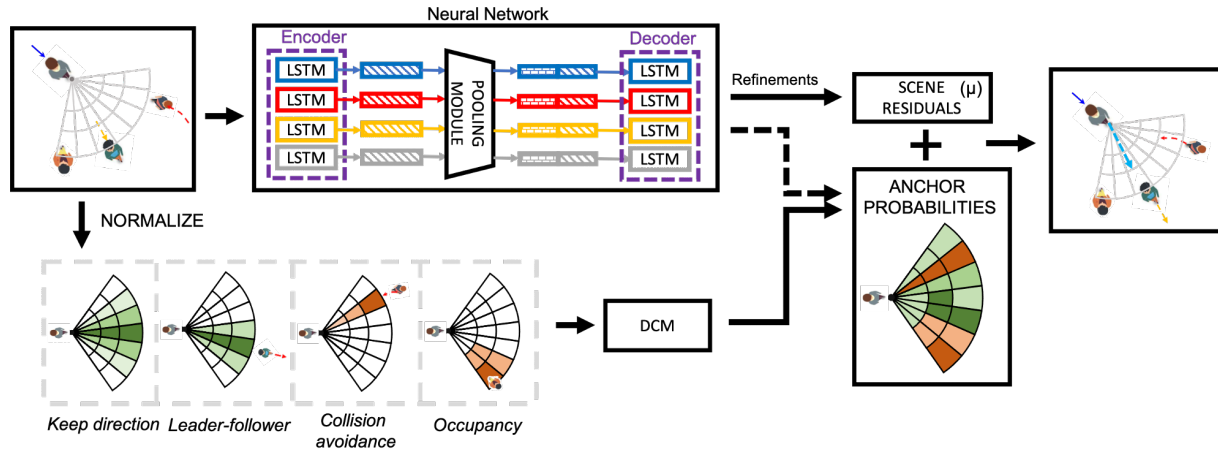 Neural Network
Encoder
Decoder
LSTM
LSTM
LSTM
LSTM
POOLING
MODULE
LSTM
LSTM
LSTM
LSTM
Refinements
SCENE (μ)
RESIDUALS
+
ANCHOR
PROBABILITIES
NORMALIZE
DCM
Keep direction
Leader-follower
Collision
avoidance
Occupancy